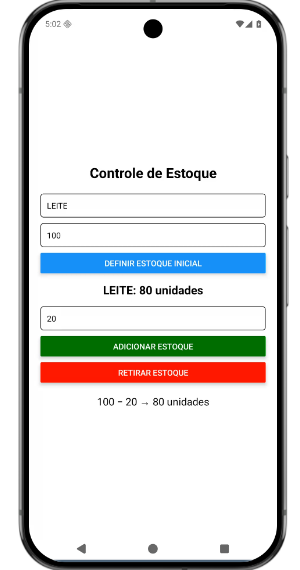 5:02
Controle de Estoque
LEITE
100
DEFINIR ESTOQUE INICIAL
LEITE: 80 unidades
20
ADICIONAR ESTOQUE
RETIRAR ESTOQUE
100 − 20 → 80 unidades